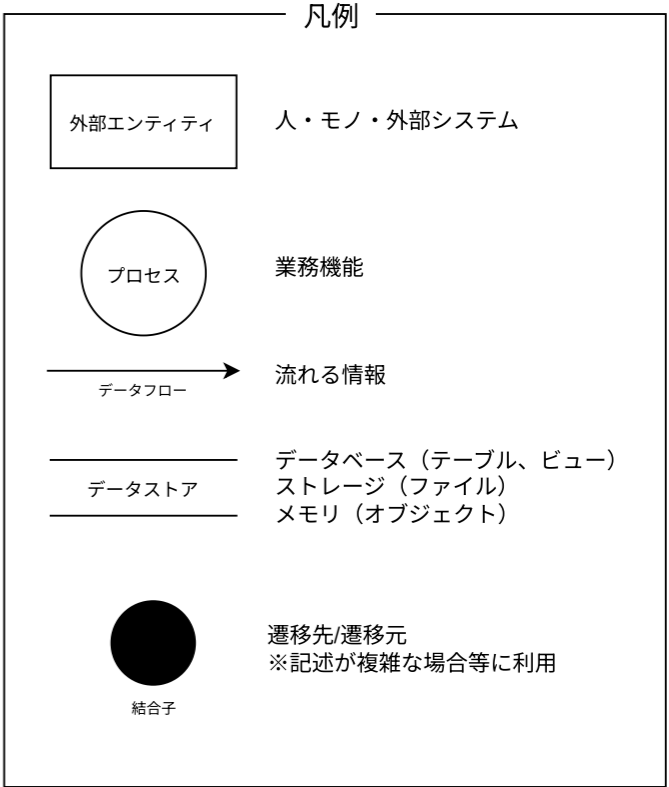 凡例
外部エンティティ
人・モノ・外部システム
プロセス
業務機能
データフロー
流れる情報
データストア
データベース（テーブル、ビュー）
ストレージ（ファイル）
メモリ（オブジェクト）
遷移先/遷移元
※記述が複雑な場合等に利用
結合子